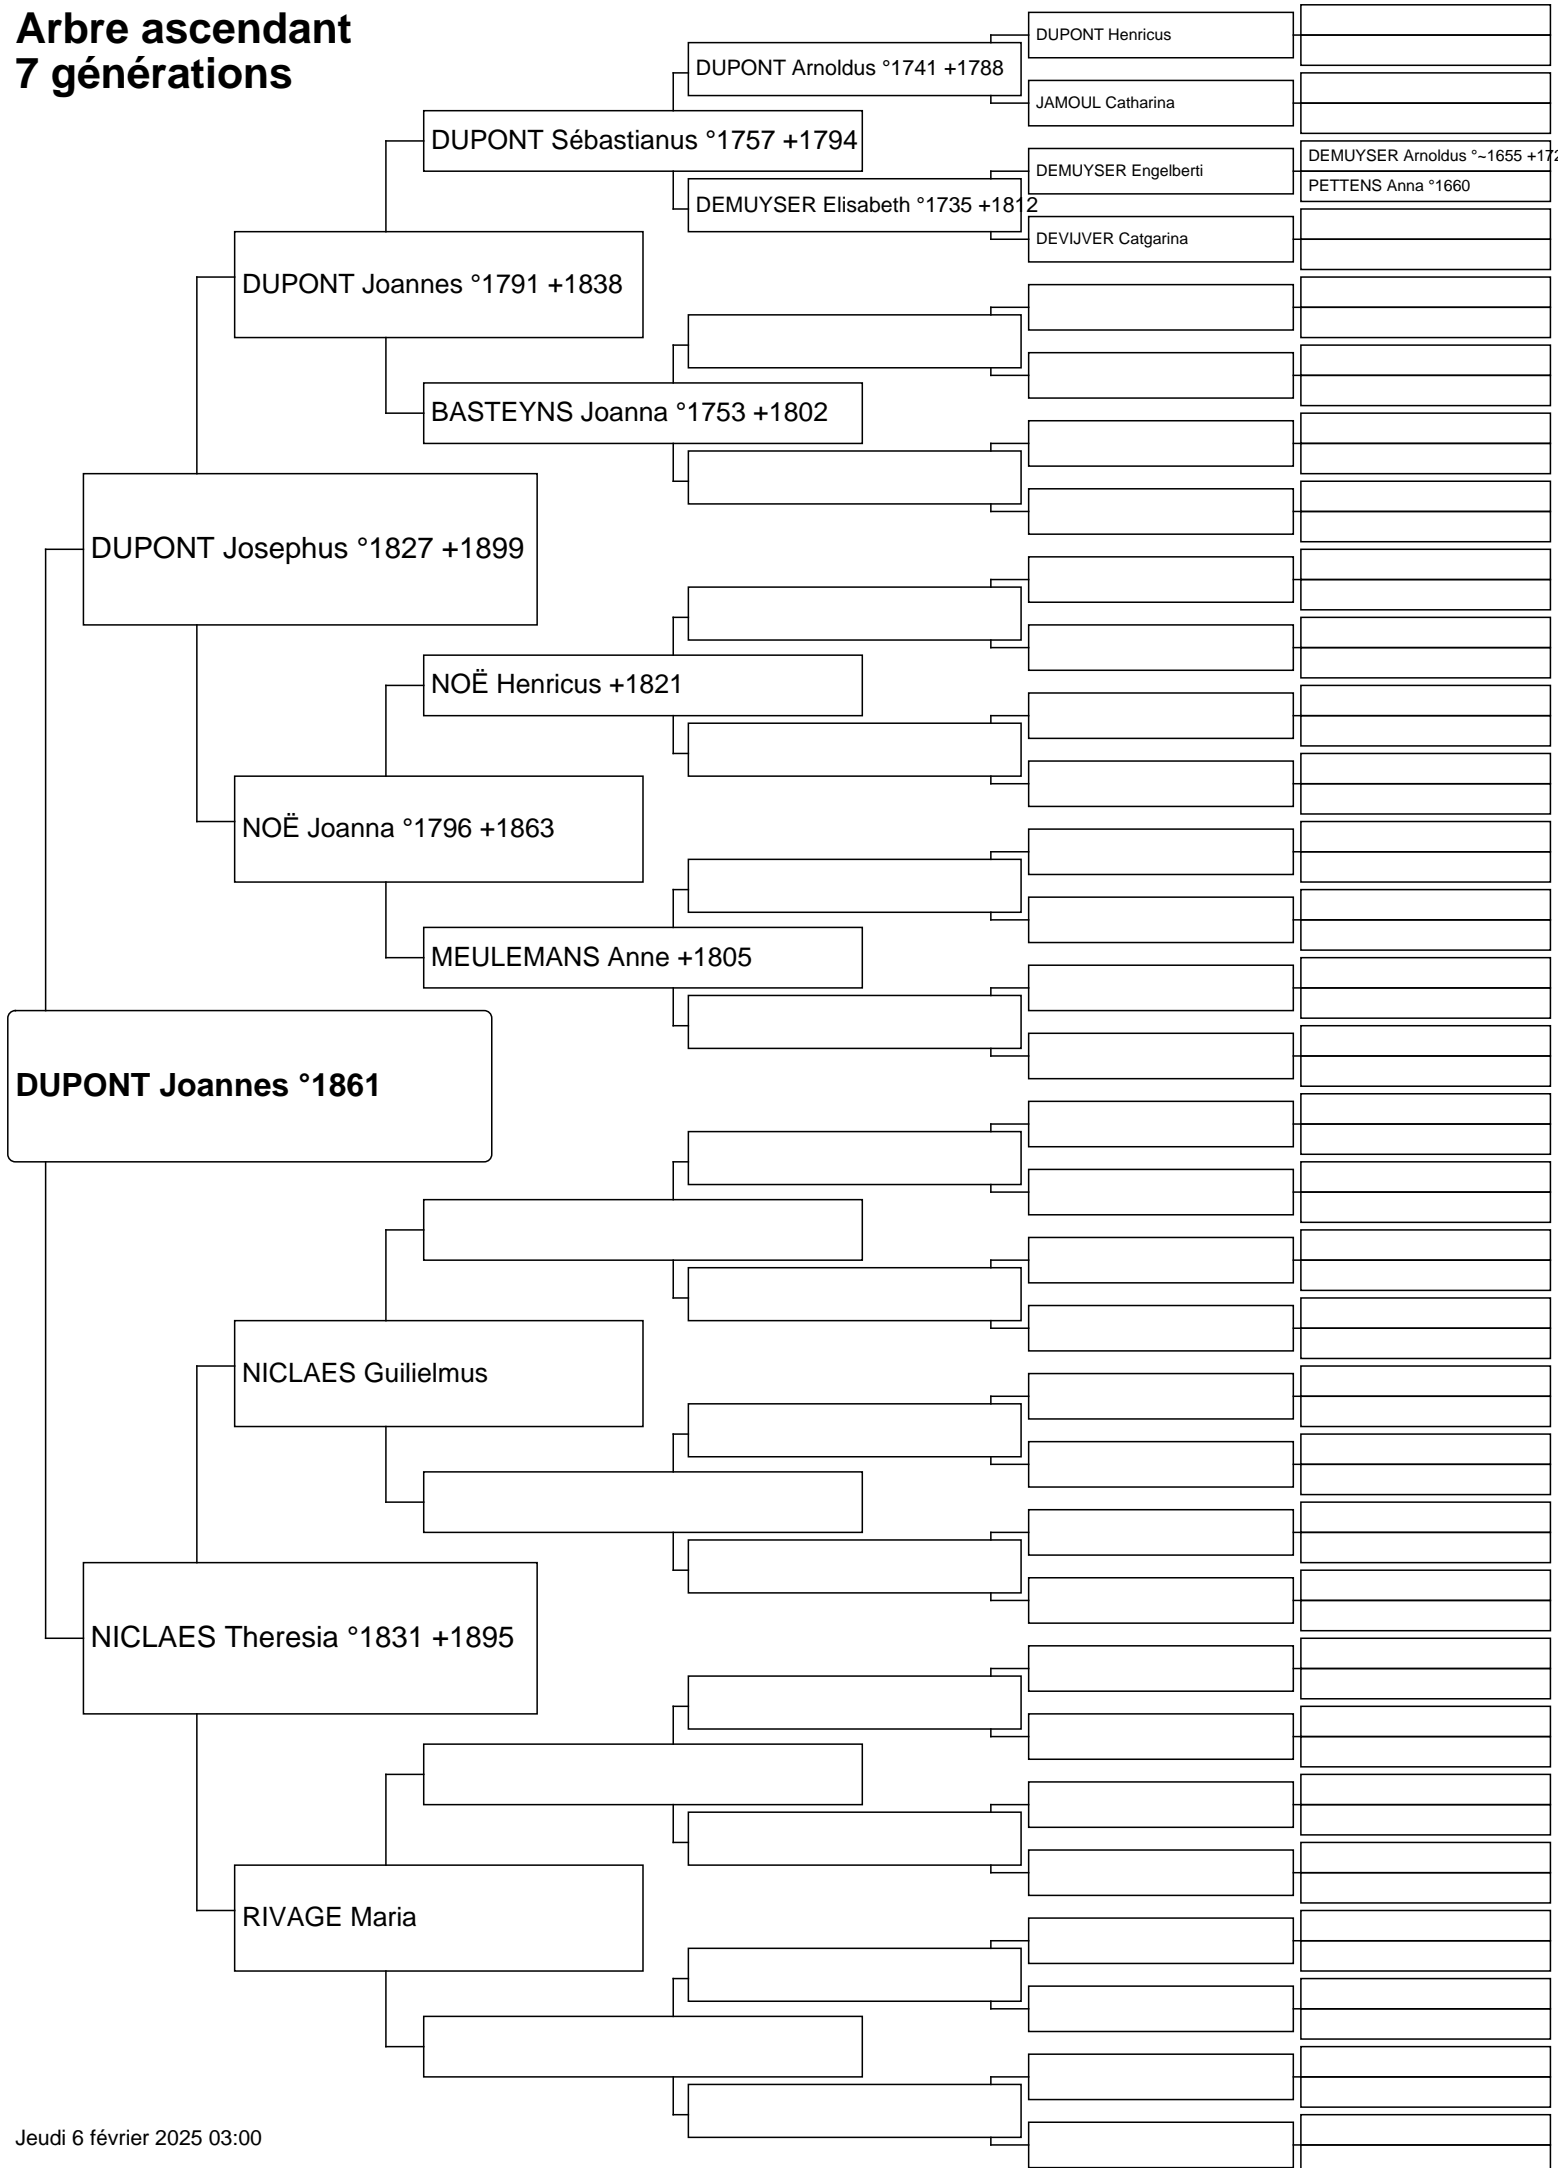 Arbre ascendant
7 générations
DUPONT Henricus
DUPONT Arnoldus °1741 +1788
JAMOUL Catharina
DUPONT Sébastianus °1757 +1794
DEMUYSER Arnoldus °~1655 +172
DEMUYSER Engelberti
PETTENS Anna °1660
DEMUYSER Elisabeth °1735 +1812
DEVIJVER Catgarina
DUPONT Joannes °1791 +1838
BASTEYNS Joanna °1753 +1802
DUPONT Josephus °1827 +1899
NOË Henricus +1821
NOË Joanna °1796 +1863
MEULEMANS Anne +1805
DUPONT Joannes °1861
NICLAES Guilielmus
NICLAES Theresia °1831 +1895
RIVAGE Maria
Jeudi 6 février 2025 03:00